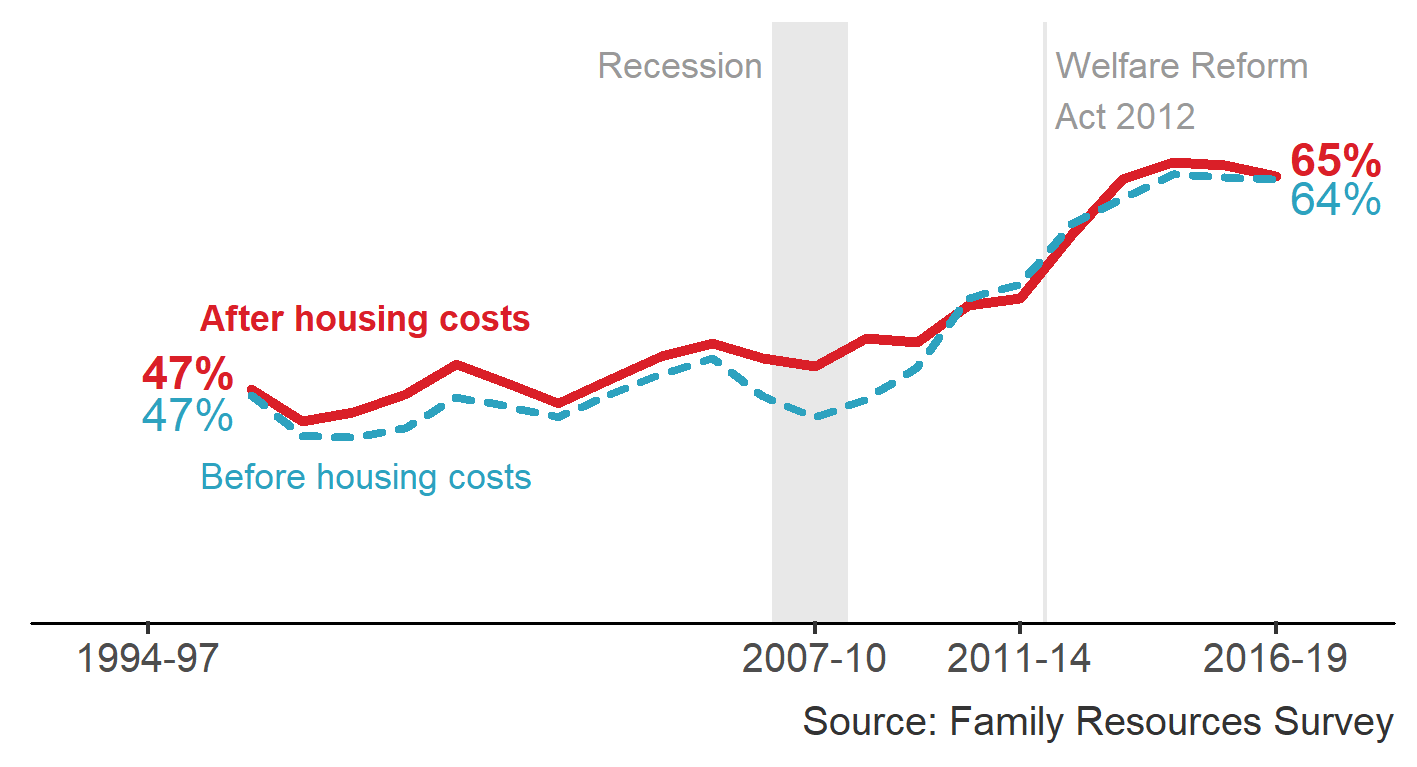 Recession
Welfare Reform
Act 2012
65%
64%
After housing costs
47%
47%
Before housing costs
1994-97
2007-10
2011-14
2016-19
Source: Family Resources Survey